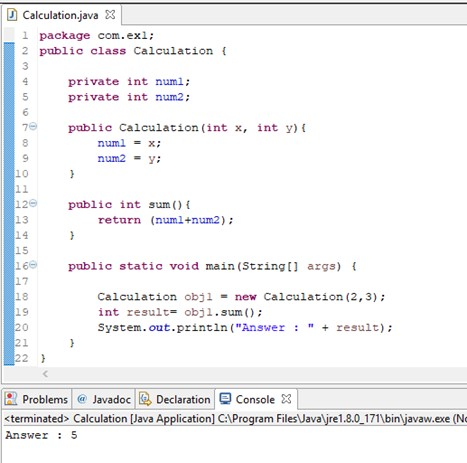 Calculation.java
1 package com.ex1;
2 public class Calculation {
3
4 private int num1;
5 private int num2;
6
7 public Calculation(int x, int y){
8 num1 = x;
9 num2 = y;
10 }
11
12 public int sum(){
13 return (num1+num2);
14 }
15
16 public static void main(String[] args) {
17
18 Calculation obj1 = new Calculation(2,3);
19 int result= obj1.sum();
20 System.out.println("Answer : " + result);
21 }
22 }
Problems @ Javadoc Declaration Console
<terminated> Calculation [Java Application] C:\Program Files\Java\jre1.8.0_171\bin\javaw.exe (No
Answer : 5